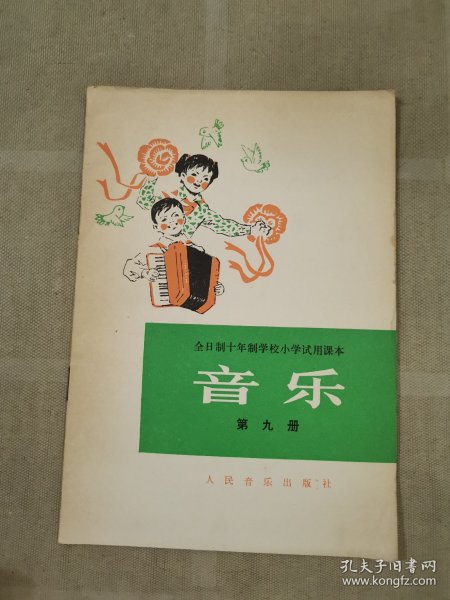 全日制十年制学校小学试用课本
音乐
第九册
人民音乐出版社
孔夫子旧书网
www.kongfz.com